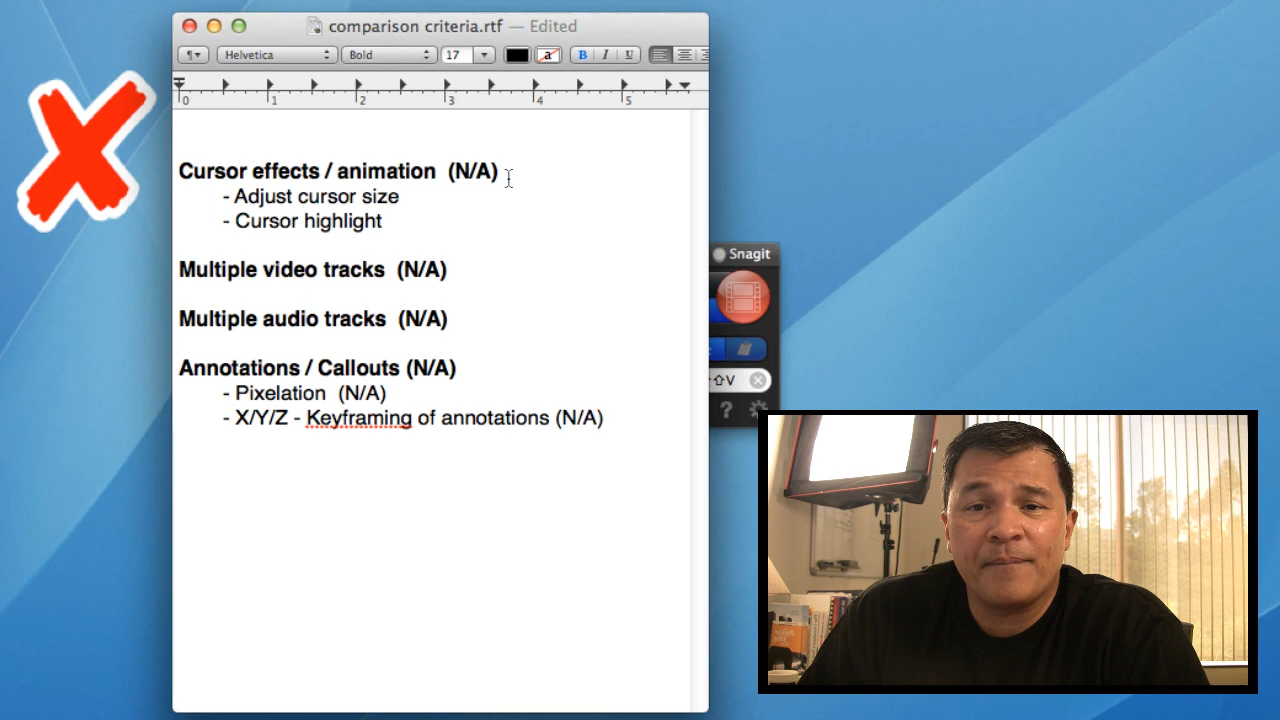 comparison criteria.rtf — Edited
¶ Helvetica Bold 17 a B I U
0 1 2 3 4 5
Cursor effects / animation (N/A)
- Adjust cursor size
- Cursor highlight
Multiple video tracks (N/A)
Multiple audio tracks (N/A)
Annotations / Callouts (N/A)
- Pixelation (N/A)
- X/Y/Z - Keyframing of annotations (N/A)
Snagit
⇧V
?